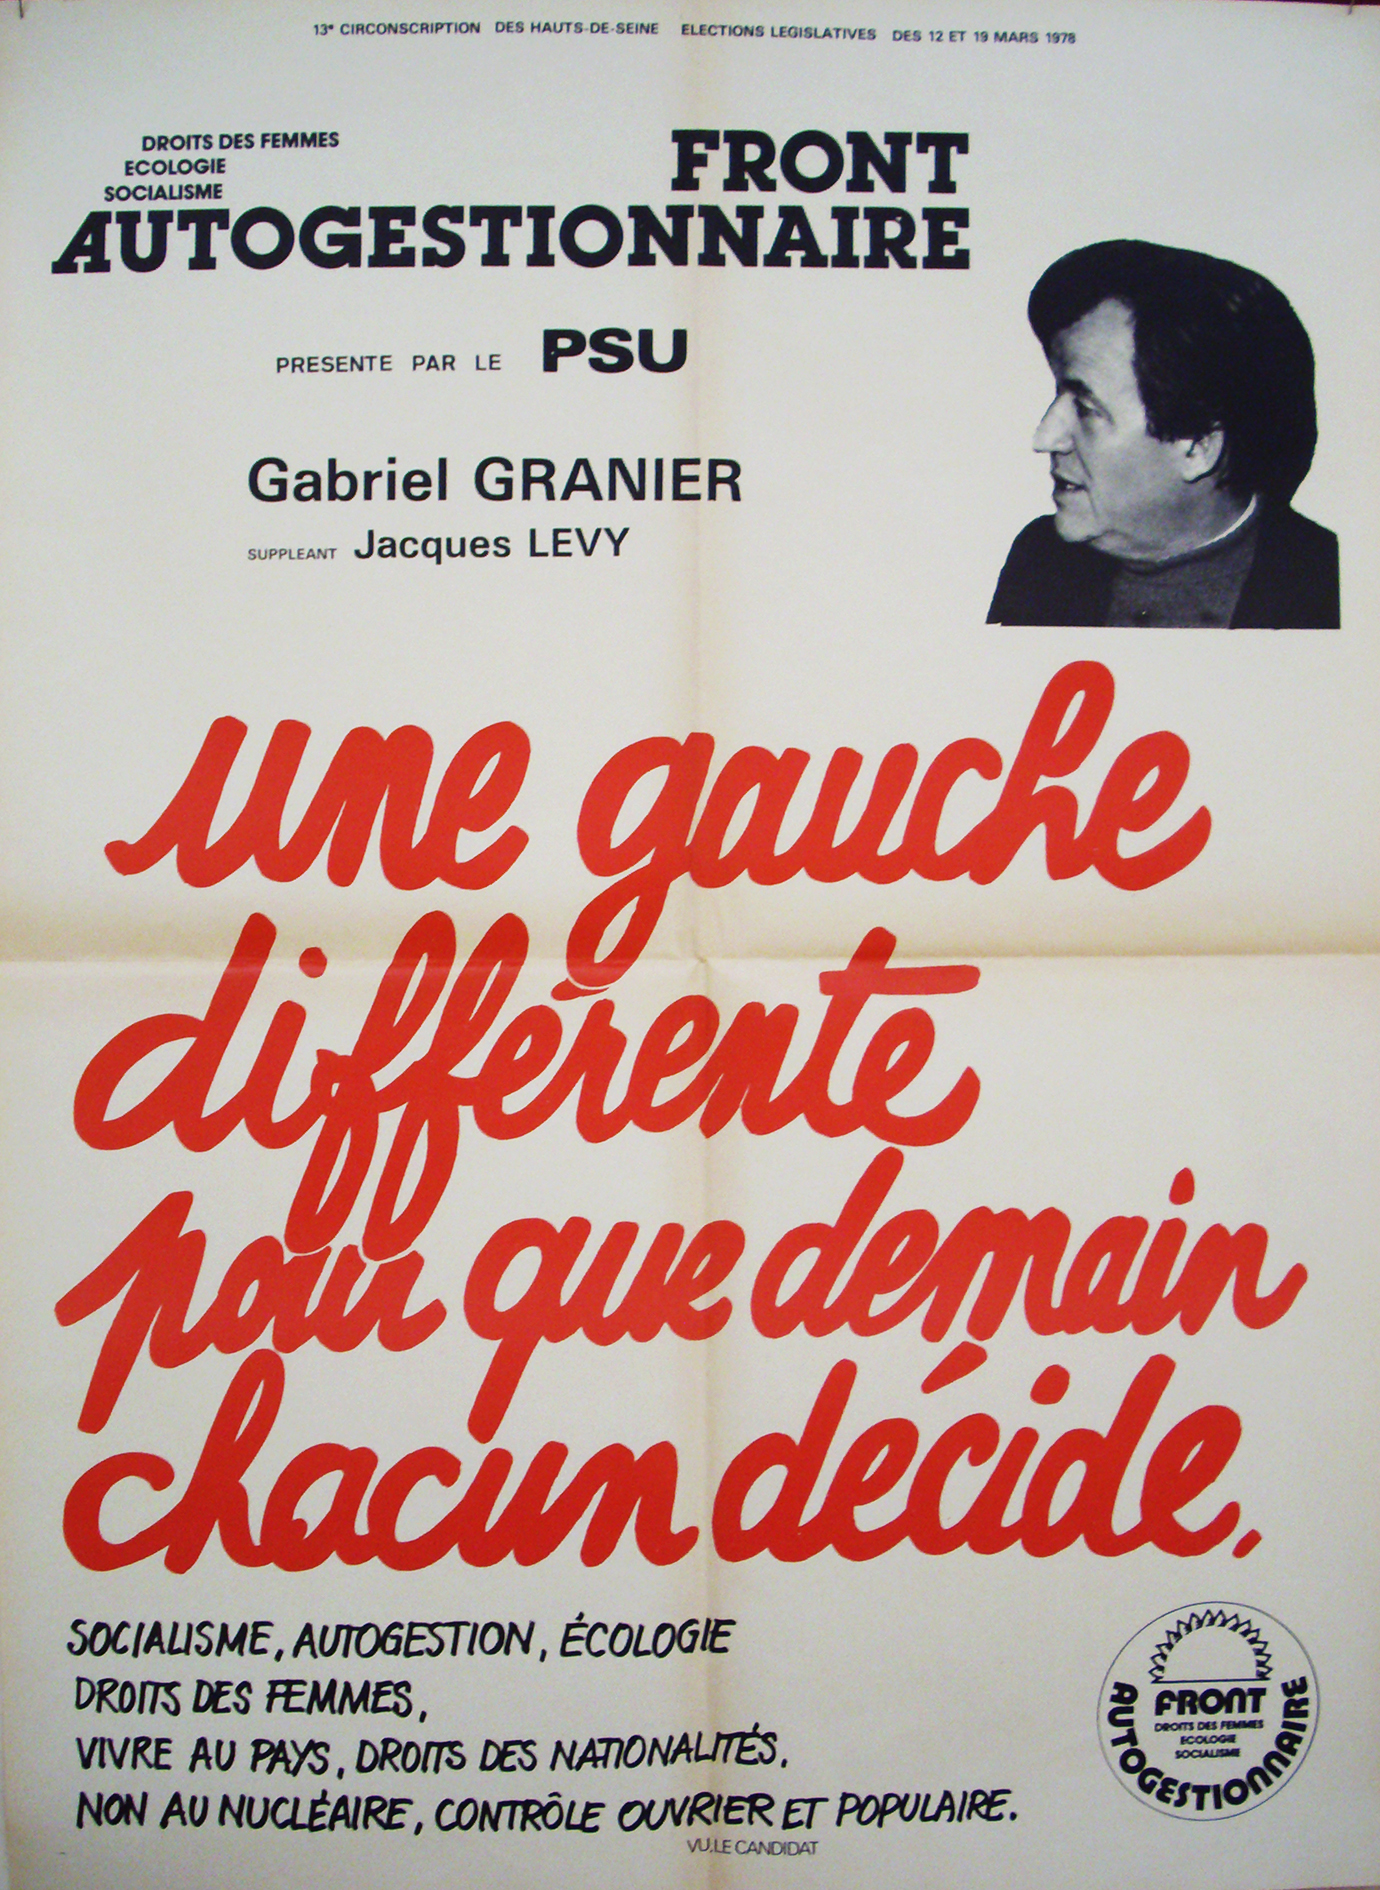 13e CIRCONSCRIPTION DES HAUTS-DE-SEINE ELECTIONS LEGISLATIVES DES 12 ET 19 MARS 1978
DROITS DES FEMMES
ECOLOGIE
SOCIALISME
FRONT
AUTOGESTIONNAIRE
PRESENTE PAR LE PSU
Gabriel GRANIER
SUPPLEANT Jacques LEVY
une gauche
différente
pour que demain
chacun décide.
SOCIALISME, AUTOGESTION, ÉCOLOGIE
DROITS DES FEMMES,
VIVRE AU PAYS, DROITS DES NATIONALITÉS.
NON AU NUCLÉAIRE, CONTRÔLE OUVRIER ET POPULAIRE.
VU.LE CANDIDAT
FRONT
DROITS DES FEMMES
ECOLOGIE
SOCIALISME
AUTOGESTIONNAIRE